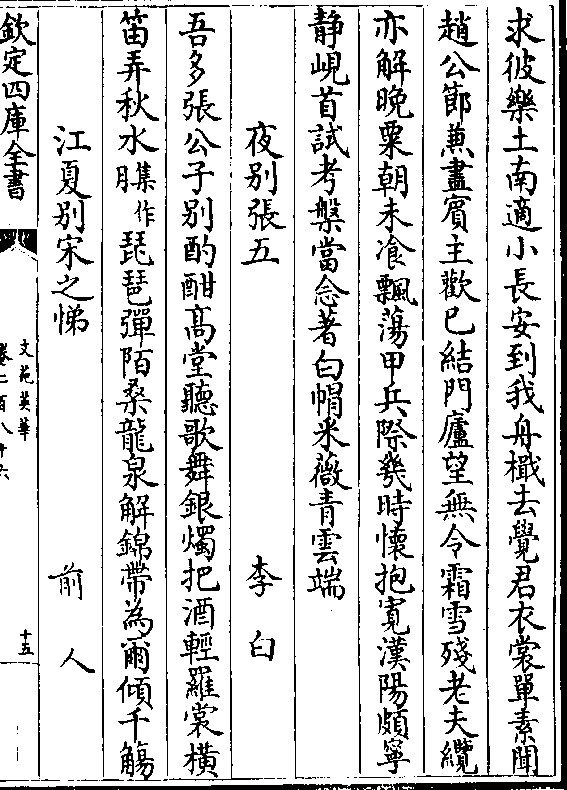 求彼樂土南適小長安到我舟檝去覺君衣裳單素聞
趙公節兼盡賓主歡已結門廬望無令霜雪殘老夫纜
亦解晚粟朝未飡飄蕩甲兵際幾時懷抱寛漢陽頗寧
静峴首試考槃當念著白帽采薇青雲端
夜别張五 李白
吾多張公子别酌酣髙堂聽歌舞銀燭把酒輕羅裳橫
笛弄秋水集作月琵琶彈陌桑龍泉解錦帶為爾傾千觴
江夏别宋之悌 前人
欽定四庫全書
文苑英華
卷二百八十六
十五